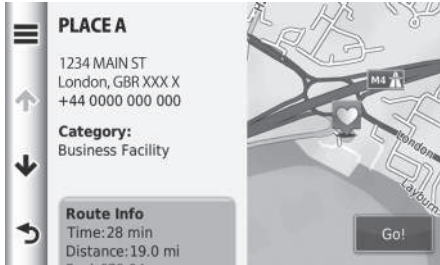 PLACE A
1234 MAIN ST
London, GBR XXX X
+44 0000 000 000
Category:
Business Facility
Route Info
Time:28 min
Distance:19.0 mi
M4
London
Layburn
Go!